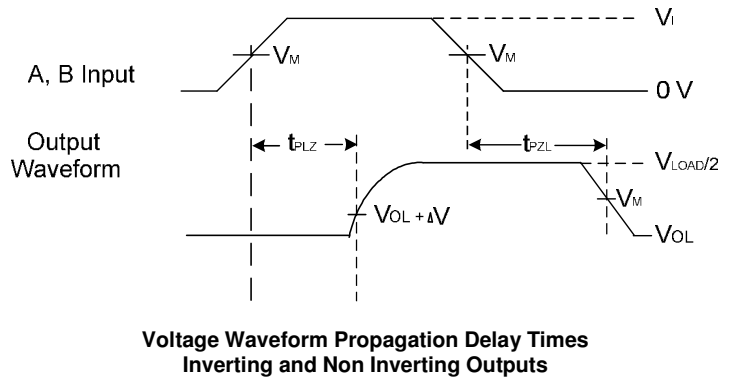 VI
VM
VM
A, B Input
0 V
Output
Waveform
tPLZ
tPZL
VLOAD/2
VOL + ΔV
VM
VOL
Voltage Waveform Propagation Delay Times
Inverting and Non Inverting Outputs